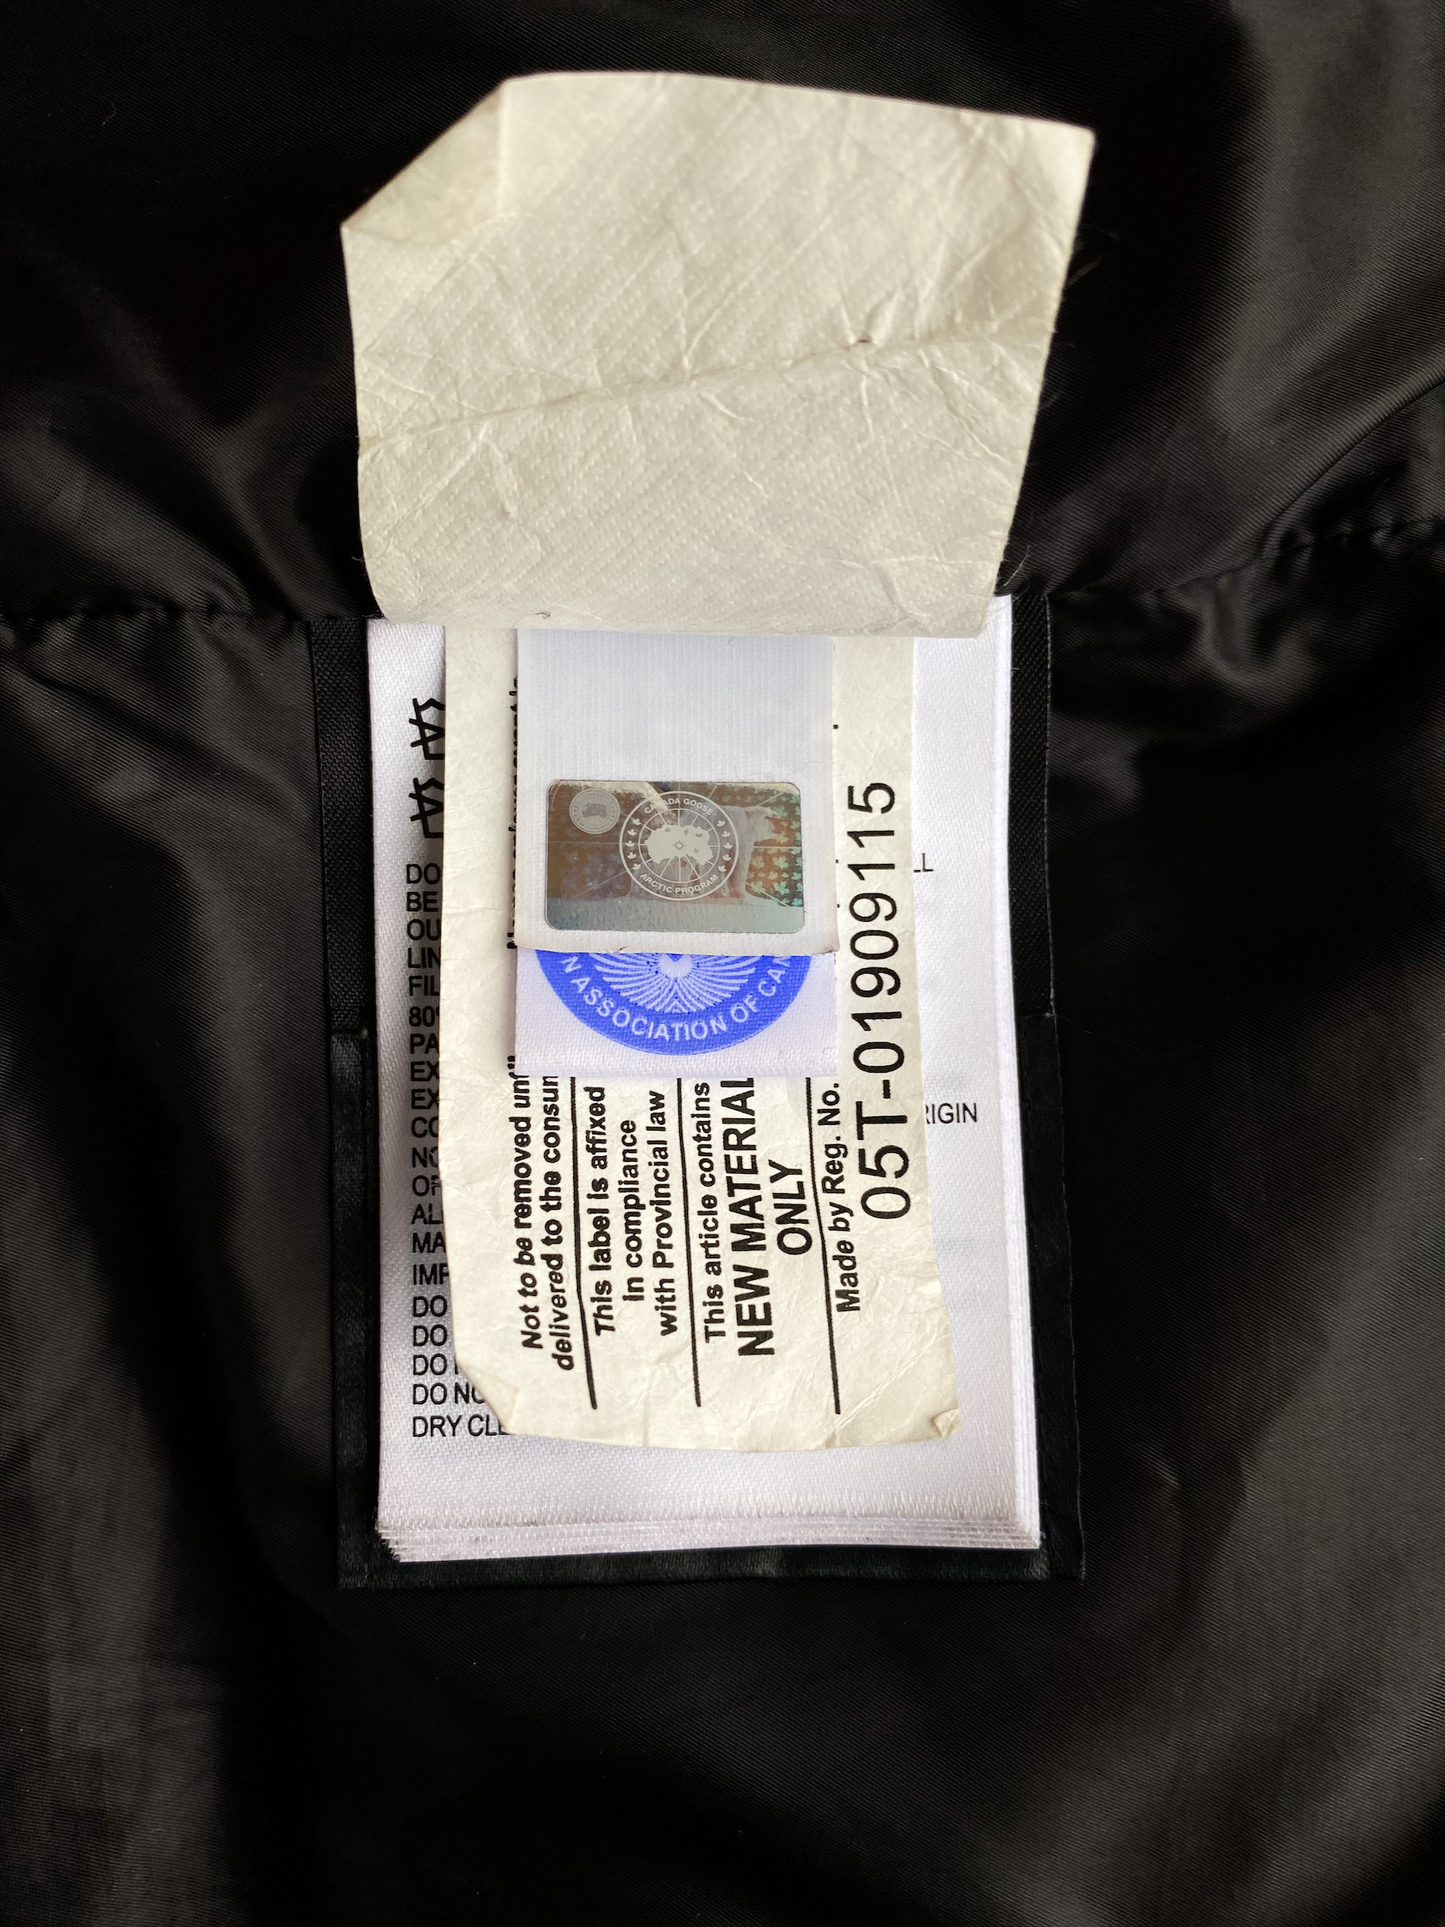 DO
BE
OU
LIN
FIL
80
PA
EX
EX
CO
NO
OF
AL
MA
IMP
DO
DO
DO
DO NO
DRY CLE
CANADA GOOSE
ARCTIC PROGRAM
N ASSOCIATION OF CAN
Not to be removed until
delivered to the consum
This label is affixed
in compliance
with Provincial law
This article contains
NEW MATERIAL
ONLY
Made by Reg. No.
05T-01909115
LL
RIGIN